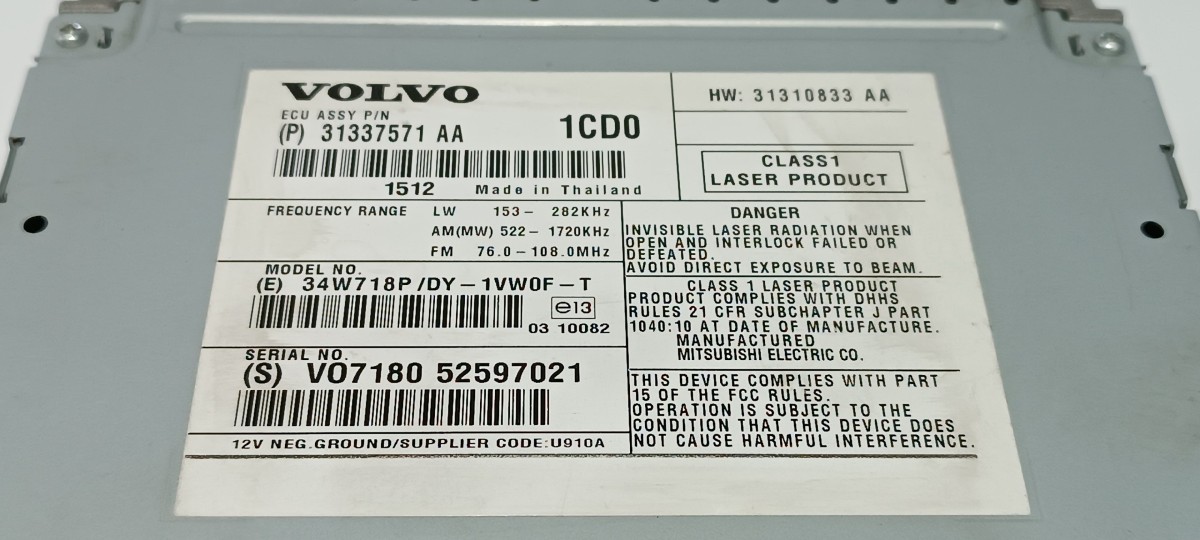 VOLVO
ECU ASSY P/N
(P) 31337571 AA
1CD0
1512 Made in Thailand
HW: 31310833 AA
CLASS1
LASER PRODUCT
FREQUENCY RANGE LW 153– 282KHz
AM(MW) 522– 1720KHz
FM 76.0–108.0MHz
MODEL NO.
(E) 34W718P/DY–1VW0F–T
e13
03 10082
SERIAL NO.
(S) VO7180 52597021
12V NEG.GROUND/SUPPLIER CODE:U910A
DANGER
INVISIBLE LASER RADIATION WHEN
OPEN AND INTERLOCK FAILED OR
DEFEATED.
AVOID DIRECT EXPOSURE TO BEAM.
CLASS 1 LASER PRODUCT
PRODUCT COMPLIES WITH DHHS
RULES 21 CFR SUBCHAPTER J PART
1040:10 AT DATE OF MANUFACTURE.
MANUFACTURED
MITSUBISHI ELECTRIC CO.
THIS DEVICE COMPLIES WITH PART
15 OF THE FCC RULES.
OPERATION IS SUBJECT TO THE
CONDITION THAT THIS DEVICE DOES
NOT CAUSE HARMFUL INTERFERENCE.